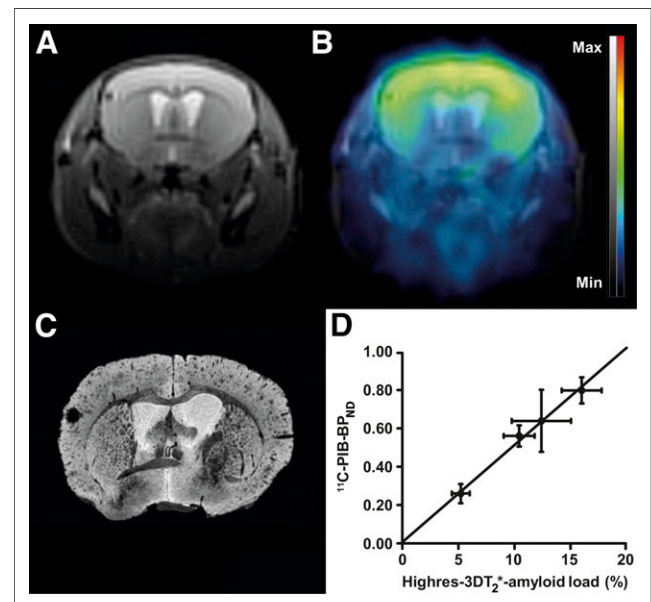 A
B
Max
Min
C
D
1.00
0.80
0.60
0.40
0.20
0.00
¹¹C-PIB-BP_ND
0 5 10 15 20
Highres-3DT₂*-amyloid load (%)